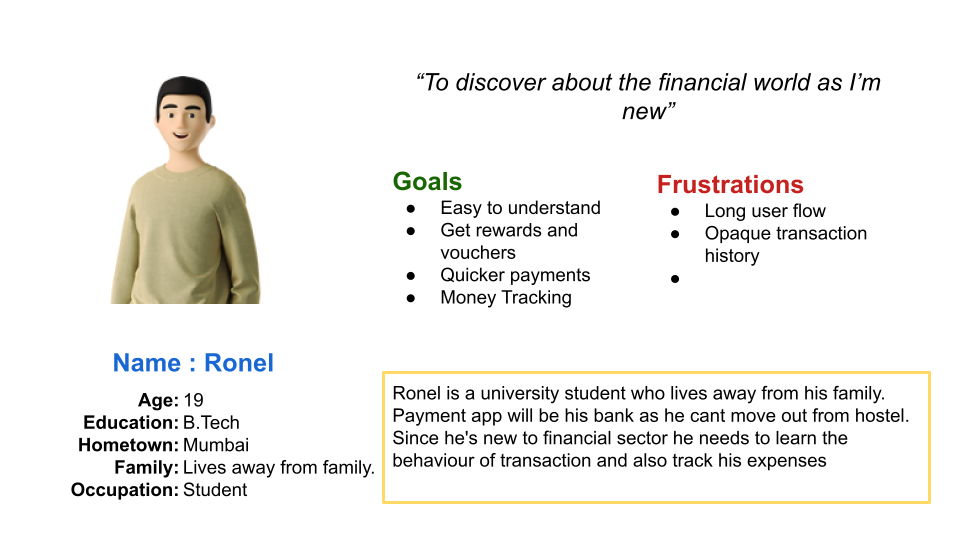 “To discover about the financial world as I’m
new”
Goals
● Easy to understand
● Get rewards and
vouchers
● Quicker payments
● Money Tracking
Frustrations
● Long user flow
● Opaque transaction
history
●
Name : Ronel
Age: 19
Education: B.Tech
Hometown: Mumbai
Family: Lives away from family.
Occupation: Student
Ronel is a university student who lives away from his family.
Payment app will be his bank as he cant move out from hostel.
Since he's new to financial sector he needs to learn the
behaviour of transaction and also track his expenses